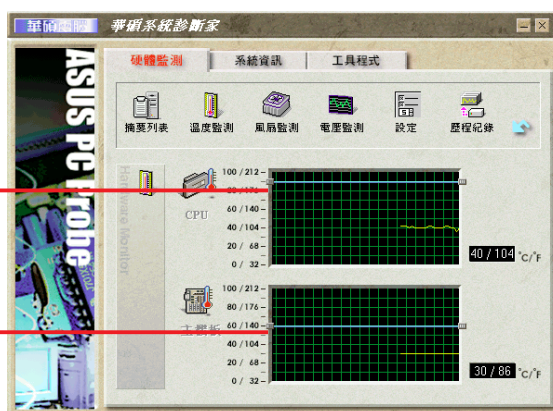 華碩電腦 華碩系統診斷家
硬體監測 系統資訊 工具程式
摘要列表 溫度監測 風扇監測 電壓監測 設定 歷程紀錄
ASUS PC Probe
Hardware Monitor
CPU
100 / 212
80 / 176
60 / 140
40 / 104
20 / 68
0 / 32
40 / 104 °C/°F
主機板
100 / 212
80 / 176
60 / 140
40 / 104
20 / 68
0 / 32
30 / 86 °C/°F